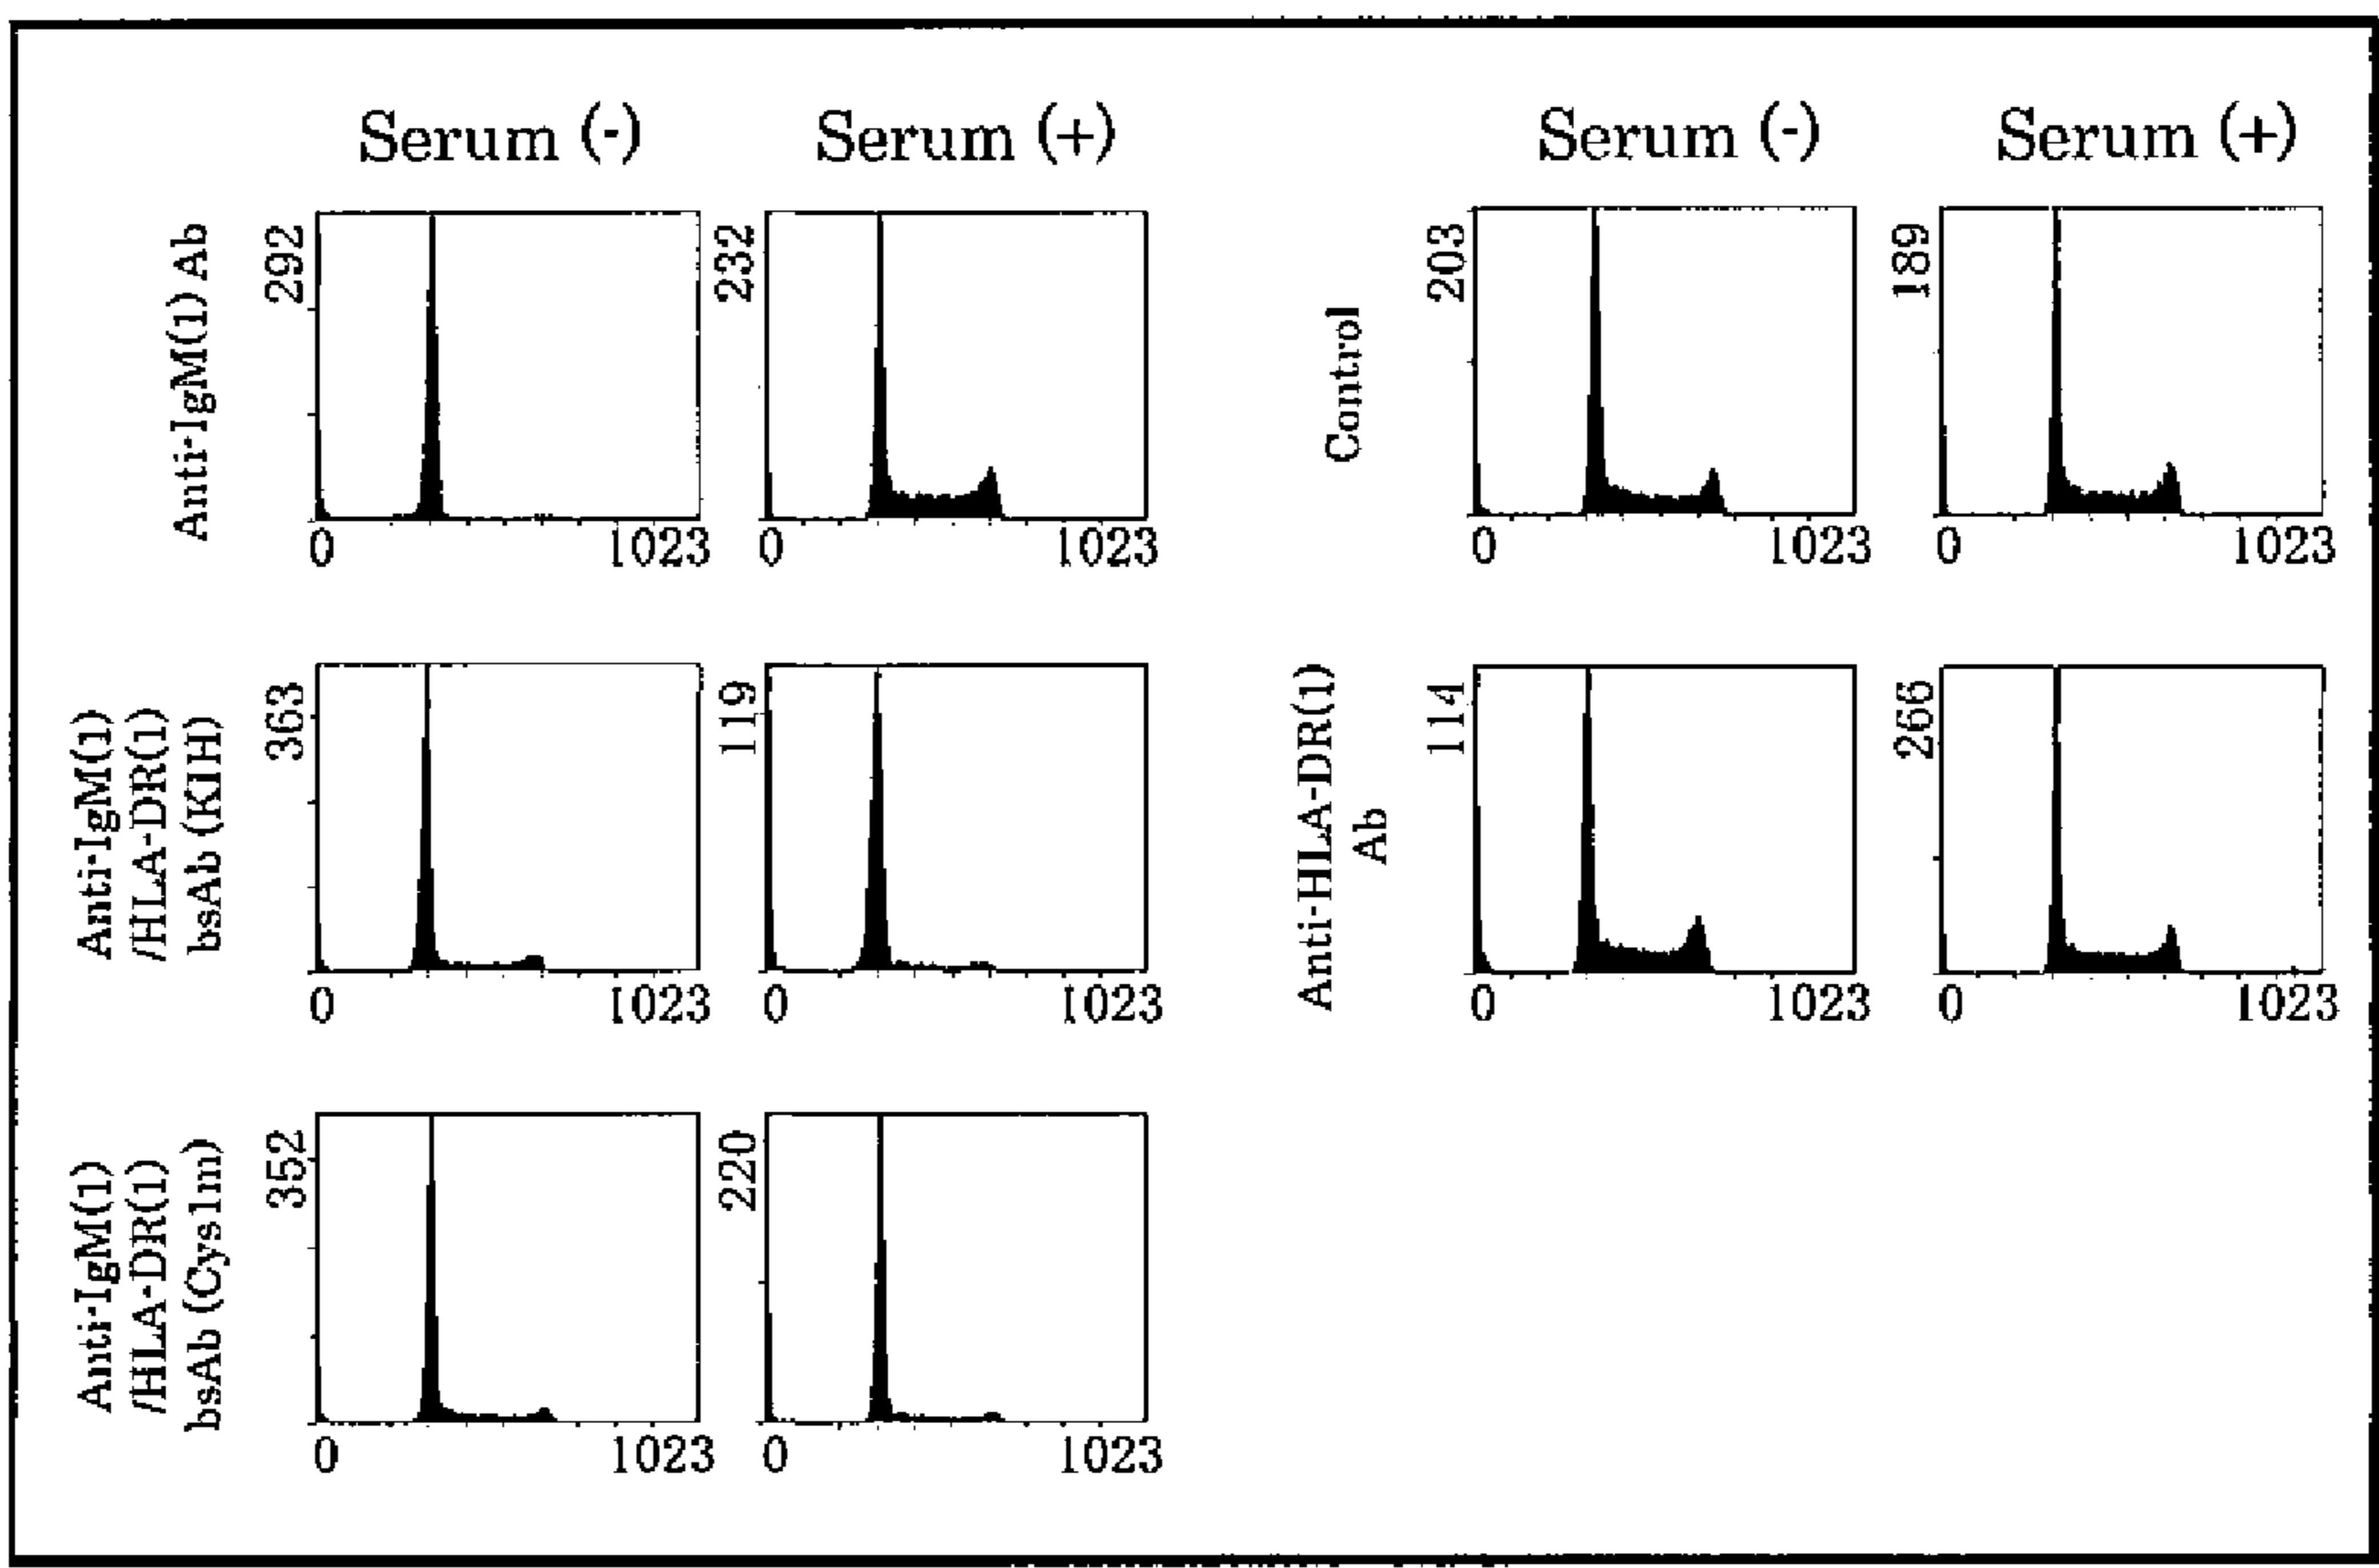 Serum (-)
Serum (+)
Serum (-)
Serum (+)
Anti-IgM(1) Ab
292
0
1023
232
0
1023
Control
203
0
1023
189
0
1023
Anti-IgM(1)
/HLA-DR(1)
bsAb (KIH)
363
0
1023
119
0
1023
Anti-HLA-DR(1)
Ab
114
0
1023
266
0
1023
Anti-IgM(1)
/HLA-DR(1)
bsAb (Cys1m)
352
0
1023
220
0
1023